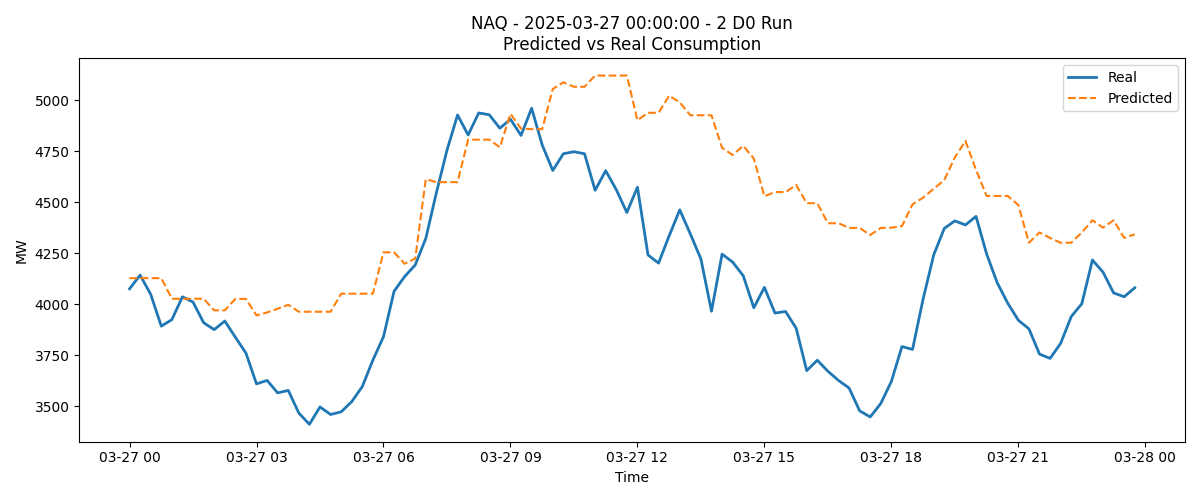 NAQ - 2025-03-27 00:00:00 - 2 D0 Run
Predicted vs Real Consumption
Real
Predicted
MW
5000
4750
4500
4250
4000
3750
3500
03-27 00
03-27 03
03-27 06
03-27 09
03-27 12
03-27 15
03-27 18
03-27 21
03-28 00
Time